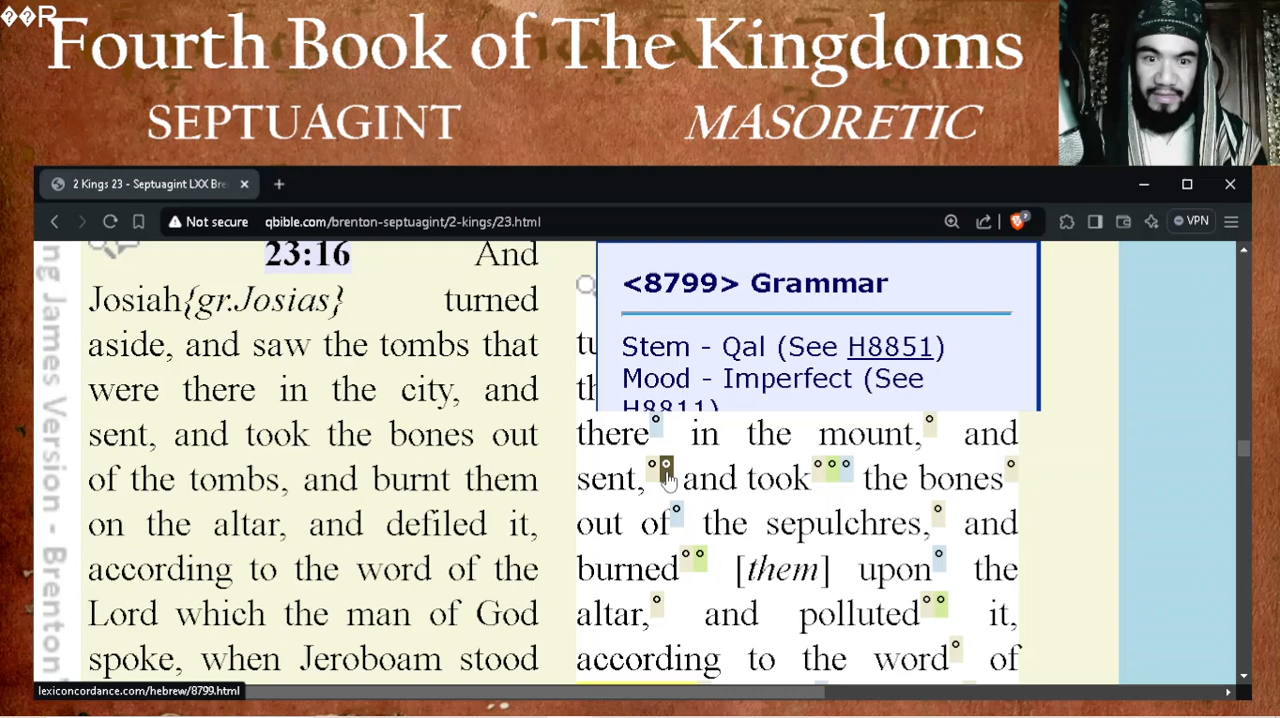 Fourth Book of The Kingdoms
SEPTUAGINT
MASORETIC
2 Kings 23 - Septuagint LXX Bre
Not secure
qbible.com/brenton-septuagint/2-kings/23.html
VPN
ng James Version - Brent
23:16 And
Josiah{gr.Josias} turned
aside, and saw the tombs that
were there in the city, and
sent, and took the bones out
of the tombs, and burnt them
on the altar, and defiled it,
according to the word of the
Lord which the man of God
spoke, when Jeroboam stood
<8799> Grammar
Stem - Qal (See H8851)
Mood - Imperfect (See
H8811)
tu
th
there° in the mount,° and
sent,°° and took°°° the bones°
out of° the sepulchres,° and
burned°° [them] upon° the
altar,° and polluted°° it,
according to the word° of
lexiconcordance.com/hebrew/8799.html